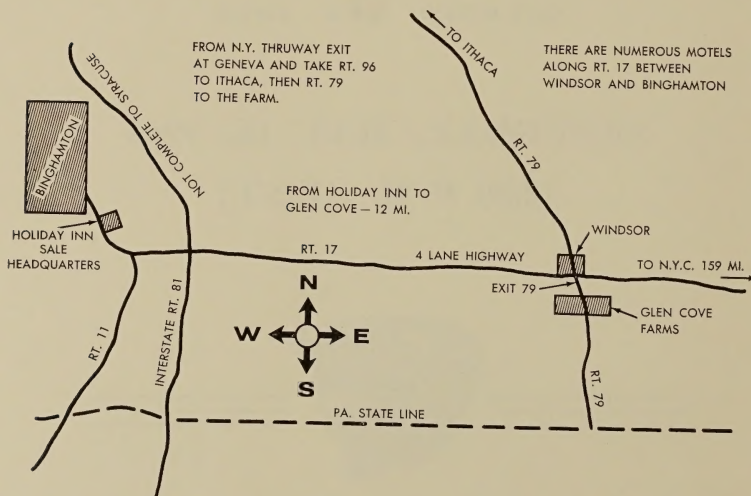 TO ITHACA
FROM N.Y. THRUWAY EXIT
AT GENEVA AND TAKE RT. 96
TO ITHACA, THEN RT. 79
TO THE FARM.
THERE ARE NUMEROUS MOTELS
ALONG RT. 17 BETWEEN
WINDSOR AND BINGHAMTON
NOT COMPLETE TO SYRACUSE
BINGHAMTON
RT. 79
FROM HOLIDAY INN TO
GLEN COVE — 12 MI.
HOLIDAY INN
SALE
HEADQUARTERS
WINDSOR
RT. 17
4 LANE HIGHWAY
TO N.Y.C. 159 MI.
EXIT 79
N
W
E
S
GLEN COVE
FARMS
RT. 11
INTERSTATE RT. 81
RT. 79
PA. STATE LINE